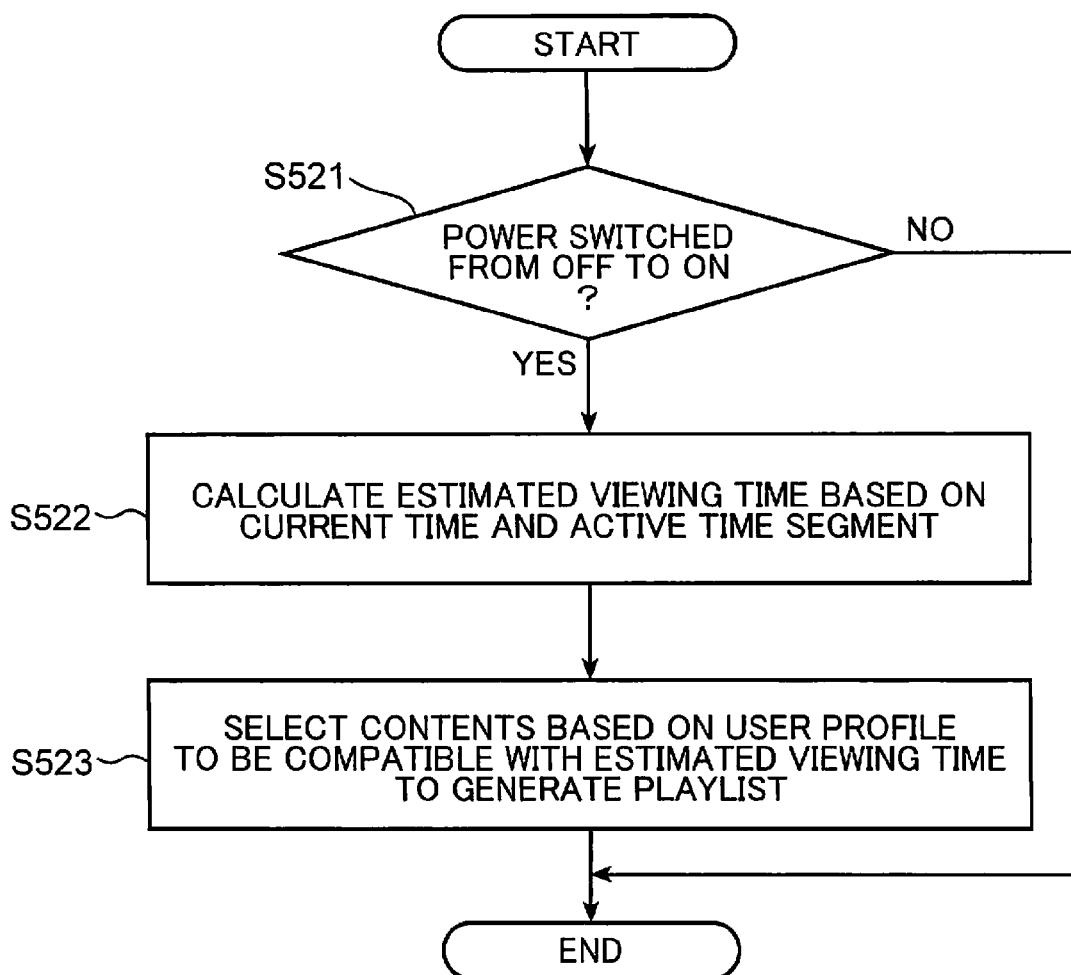 START
S521
POWER SWITCHED
FROM OFF TO ON
?
NO
YES
S522
CALCULATE ESTIMATED VIEWING TIME BASED ON
CURRENT TIME AND ACTIVE TIME SEGMENT
S523
SELECT CONTENTS BASED ON USER PROFILE
TO BE COMPATIBLE WITH ESTIMATED VIEWING TIME
TO GENERATE PLAYLIST
END